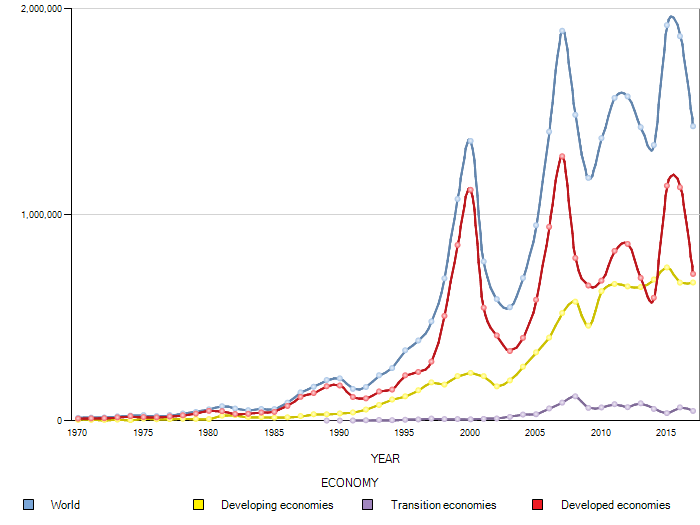 2,000,000
1,000,000
0
1970 1975 1980 1985 1990 1995 2000 2005 2010 2015
YEAR
ECONOMY
World Developing economies Transition economies Developed economies